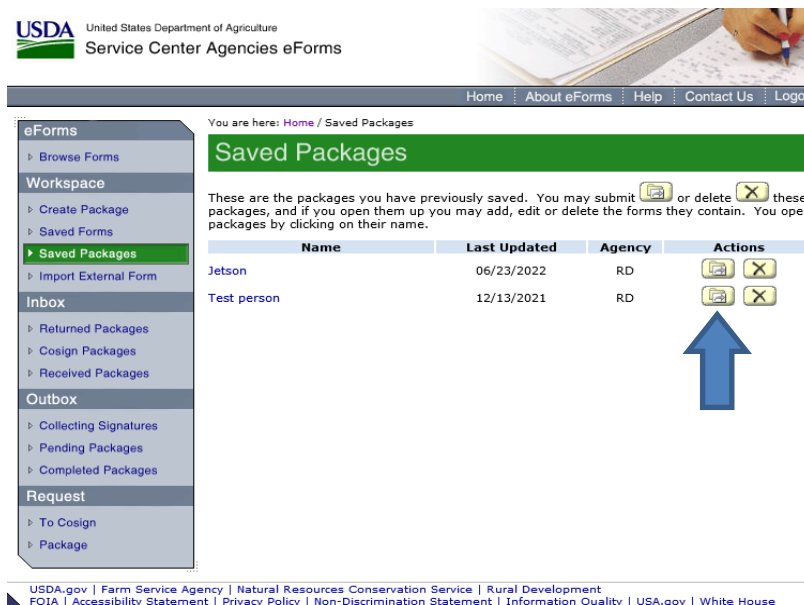 USDA
United States Department of Agriculture
Service Center Agencies eForms
Home About eForms Help Contact Us Logo
You are here: Home / Saved Packages
eForms
Browse Forms
Workspace
Create Package
Saved Forms
Saved Packages
Import External Form
Inbox
Returned Packages
Cosign Packages
Received Packages
Outbox
Collecting Signatures
Pending Packages
Completed Packages
Request
To Cosign
Package
Saved Packages
These are the packages you have previously saved. You may submit or delete these
packages, and if you open them up you may add, edit or delete the forms they contain. You ope
packages by clicking on their name.
Name Last Updated Agency Actions
Jetson 06/23/2022 RD
Test person 12/13/2021 RD
USDA.gov | Farm Service Agency | Natural Resources Conservation Service | Rural Development
FOIA | Accessibility Statement | Privacy Policy | Non-Discrimination Statement | Information Quality | USA.gov | White House